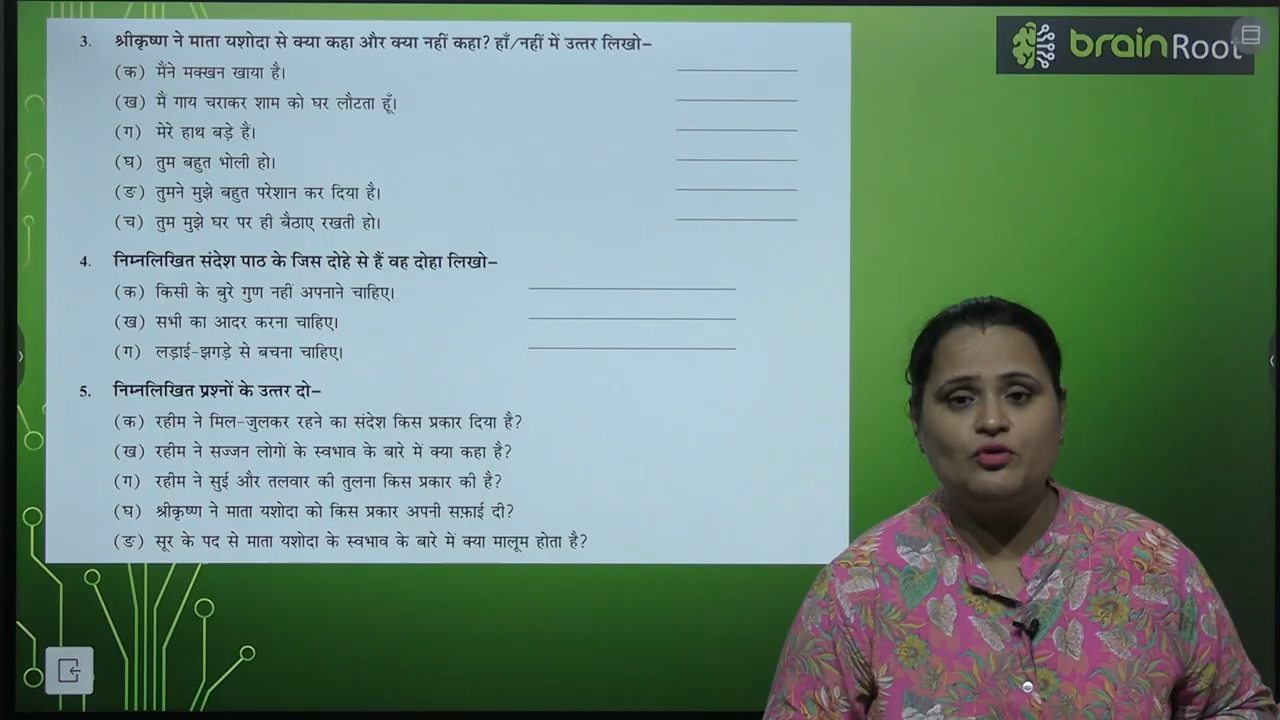 3. श्रीकृष्ण ने माता यशोदा से क्या कहा और क्या नहीं कहा? हाँ/नहीं में उत्तर लिखो–
(क) मैंने मक्खन खाया है।
(ख) मैं गाय चराकर शाम को घर लौटता हूँ।
(ग) मेरे हाथ बड़े हैं।
(घ) तुम बहुत भोली हो।
(ङ) तुमने मुझे बहुत परेशान कर दिया है।
(च) तुम मुझे घर पर ही बैठाए रखती हो।
4. निम्नलिखित संदेश पाठ के जिस दोहे से हैं वह दोहा लिखो–
(क) किसी के बुरे गुण नहीं अपनाने चाहिए।
(ख) सभी का आदर करना चाहिए।
(ग) लड़ाई-झगड़े से बचना चाहिए।
5. निम्नलिखित प्रश्नों के उत्तर दो–
(क) रहीम ने मिल-जुलकर रहने का संदेश किस प्रकार दिया है?
(ख) रहीम ने सज्जन लोगों के स्वभाव के बारे में क्या कहा है?
(ग) रहीम ने सुई और तलवार की तुलना किस प्रकार की है?
(घ) श्रीकृष्ण ने माता यशोदा को किस प्रकार अपनी सफ़ाई दी?
(ङ) सूर के पद से माता यशोदा के स्वभाव के बारे में क्या मालूम होता है?
brainRoot